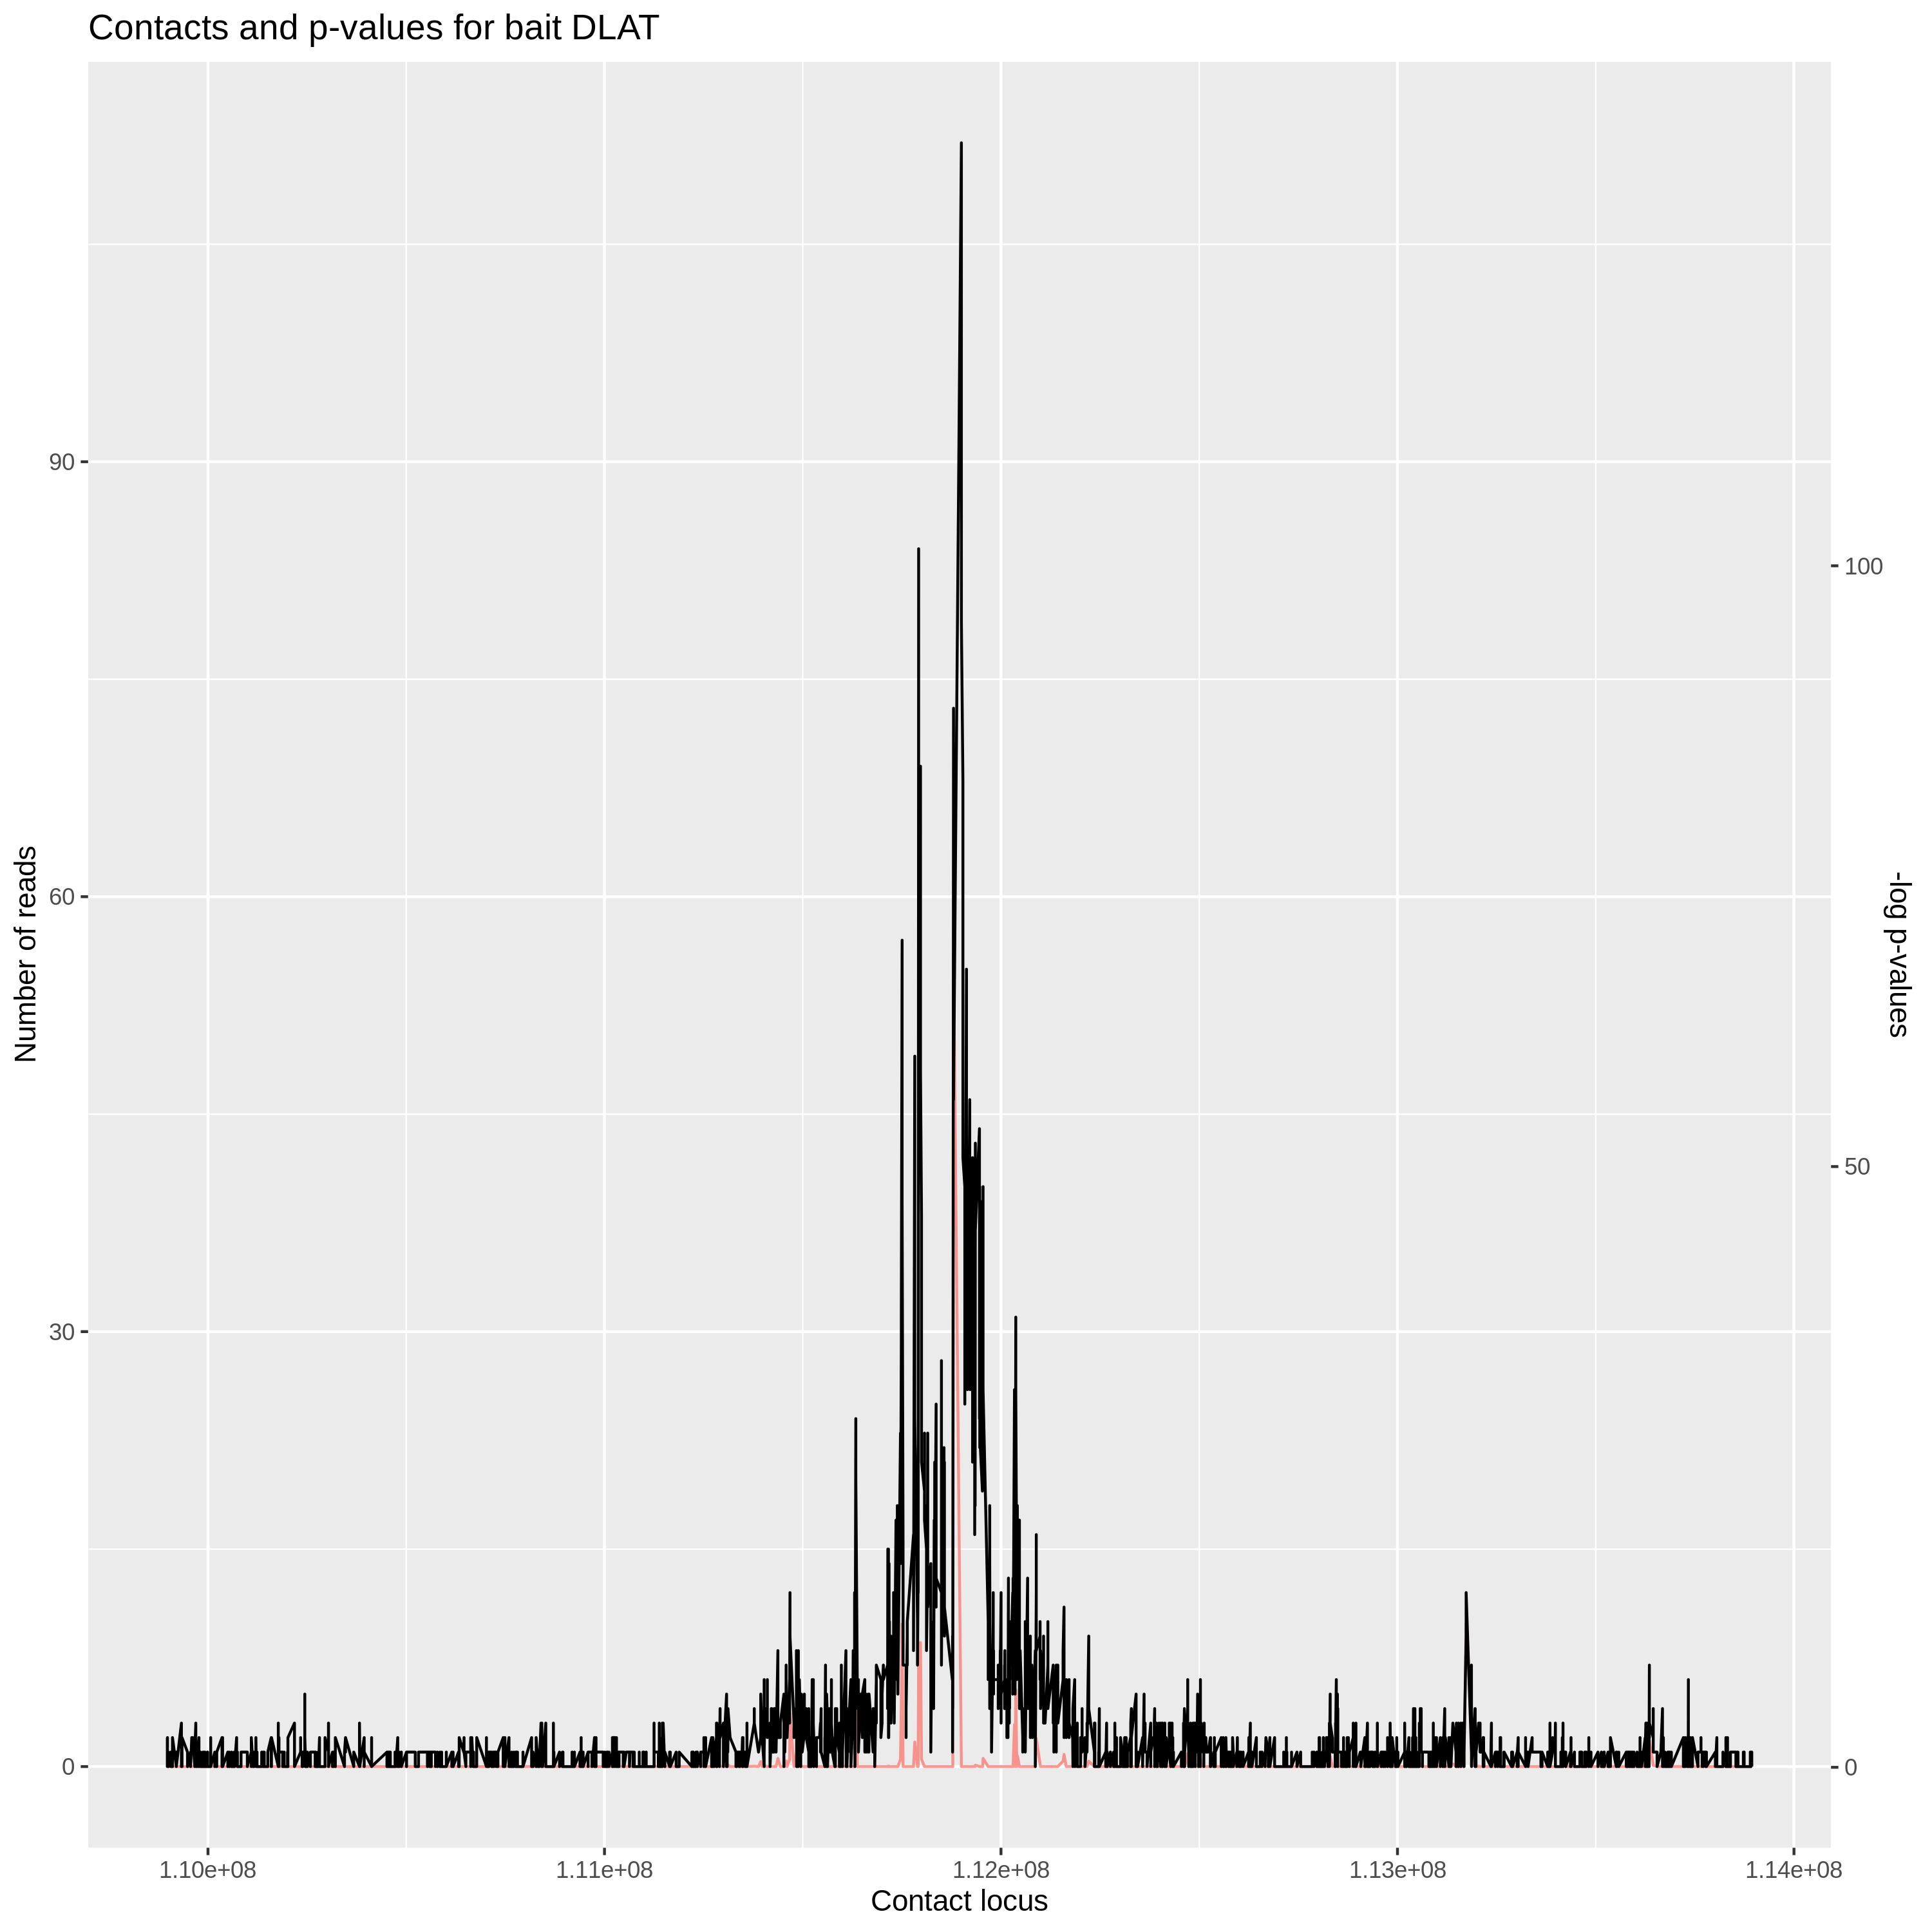 Contacts and p-values for bait DLAT
90
60
30
0
Number of reads
100
50
0
-log p-values
1.10e+08 1.11e+08 1.12e+08 1.13e+08 1.14e+08
Contact locus